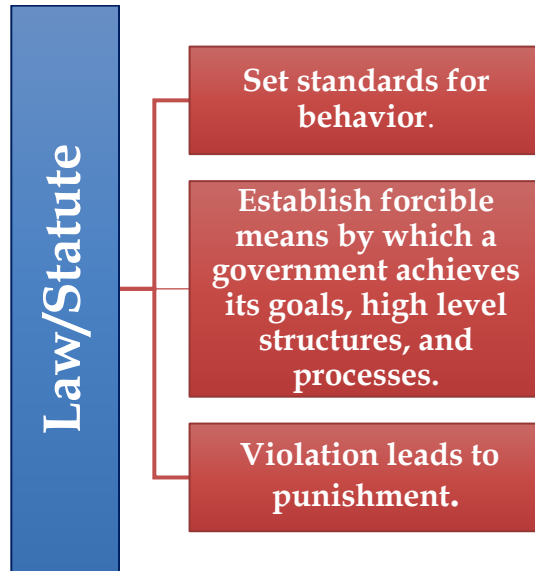 Law/Statute
Set standards for
behavior.
Establish forcible
means by which a
government achieves
its goals, high level
structures, and
processes.
Violation leads to
punishment.